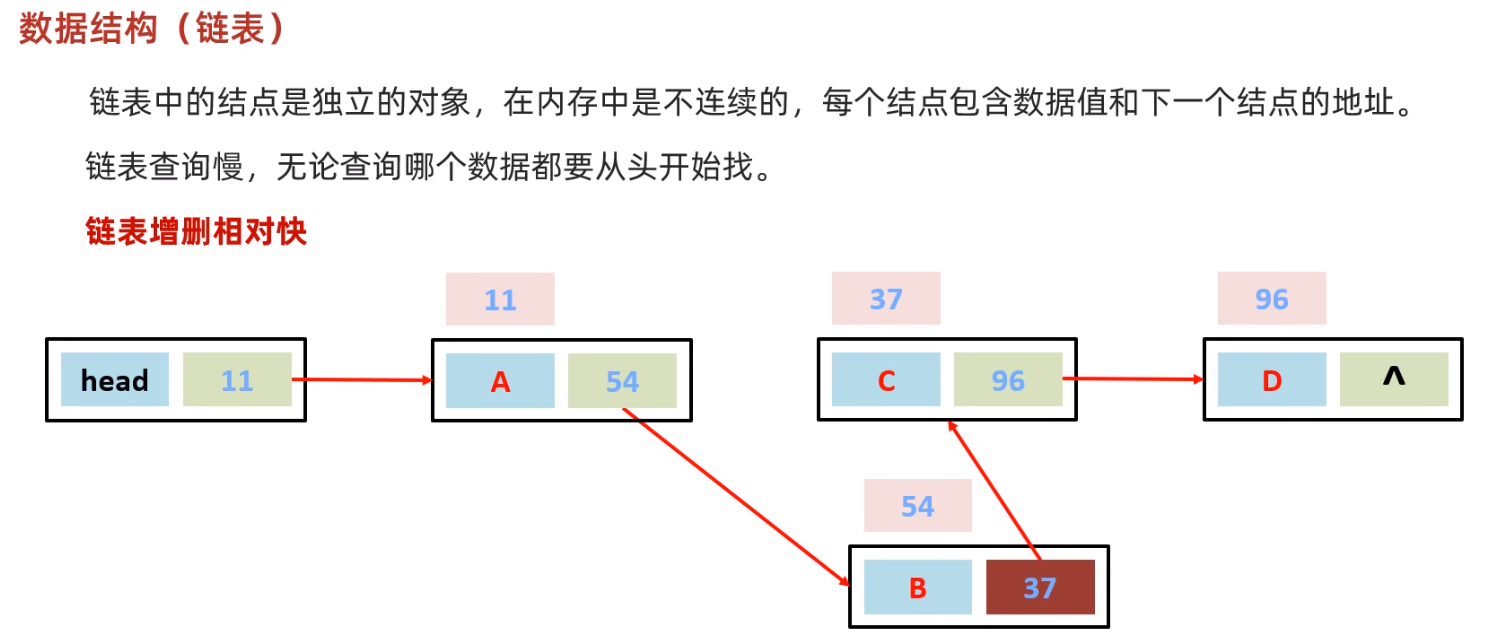 数据结构（链表）
链表中的结点是独立的对象，在内存中是不连续的，每个结点包含数据值和下一个结点的地址。
链表查询慢，无论查询哪个数据都要从头开始找。
链表增删相对快
11 37 96
head 11 A 54 C 96 D ^
54
B 37